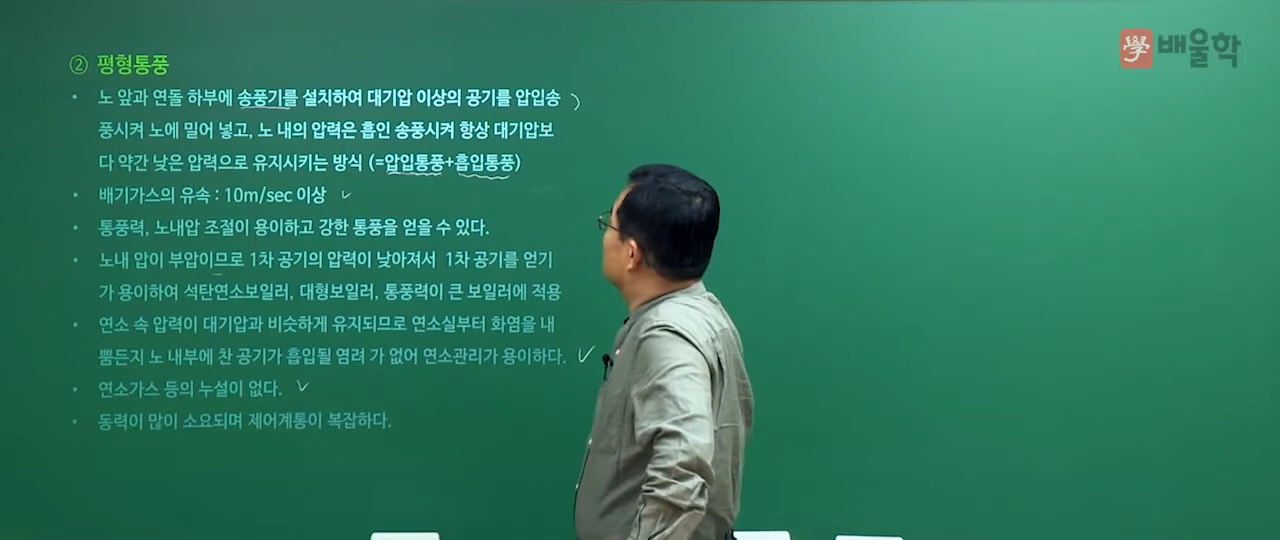 學 배울학
② 평형통풍
• 노 앞과 연돌 하부에 송풍기를 설치하여 대기압 이상의 공기를 압입송
풍시켜 노에 밀어 넣고, 노 내의 압력은 흡인 송풍시켜 항상 대기압보
다 약간 낮은 압력으로 유지시키는 방식 (=압입통풍+흡입통풍)
• 배기가스의 유속 : 10m/sec 이상
• 통풍력, 노내압 조절이 용이하고 강한 통풍을 얻을 수 있다.
• 노내 압이 부압이므로 1차 공기의 압력이 낮아져서 1차 공기를 얻기
가 용이하여 석탄연소보일러, 대형보일러, 통풍력이 큰 보일러에 적용
• 연소 속 압력이 대기압과 비슷하게 유지되므로 연소실부터 화염을 내
뿜든지 노 내부에 찬 공기가 흡입될 염려 가 없어 연소관리가 용이하다.
• 연소가스 등의 누설이 없다.
• 동력이 많이 소요되며 제어계통이 복잡하다.